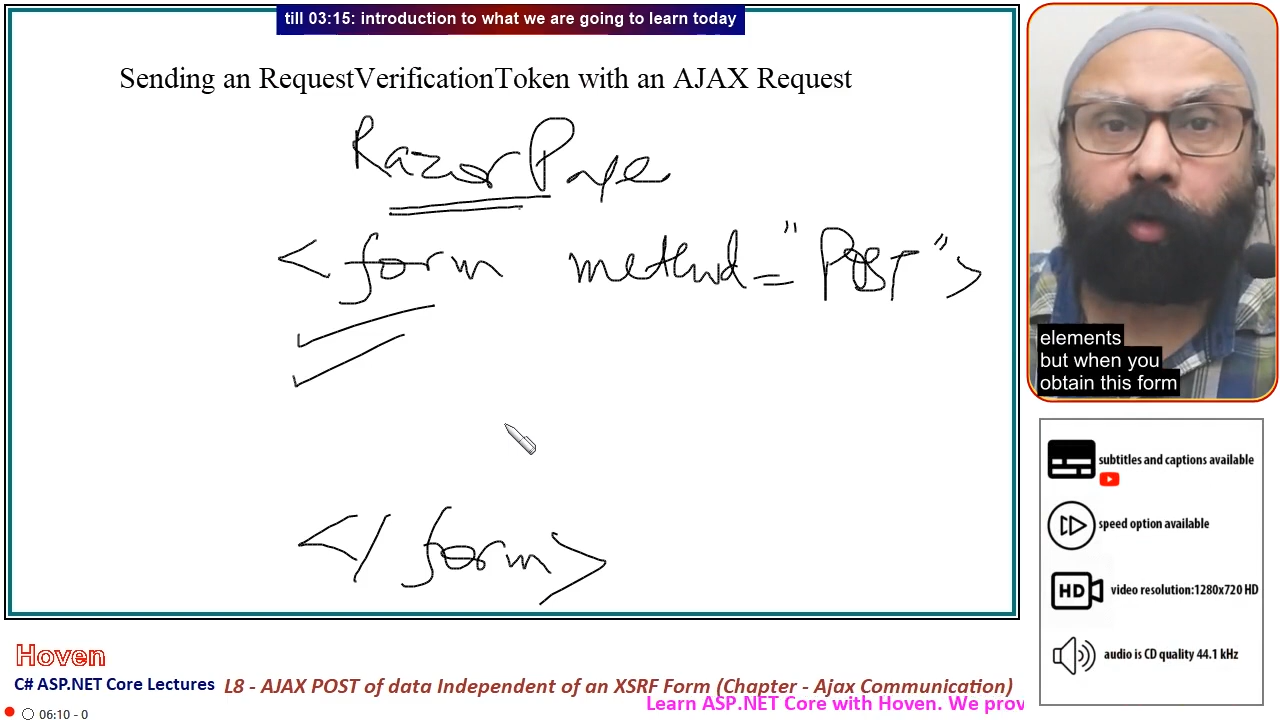 till 03:15: introduction to what we are going to learn today
Sending an RequestVerificationToken with an AJAX Request
Razor Page
<form method="POST">
</form>
elements
but when you
obtain this form
subtitles and captions available
speed option available
HD video resolution:1280x720 HD
audio is CD quality 44.1 kHz
Hoven
C# ASP.NET Core Lectures
L8 - AJAX POST of data Independent of an XSRF Form (Chapter - Ajax Communication)
Learn ASP.NET Core with Hoven. We prov
06:10 - 0